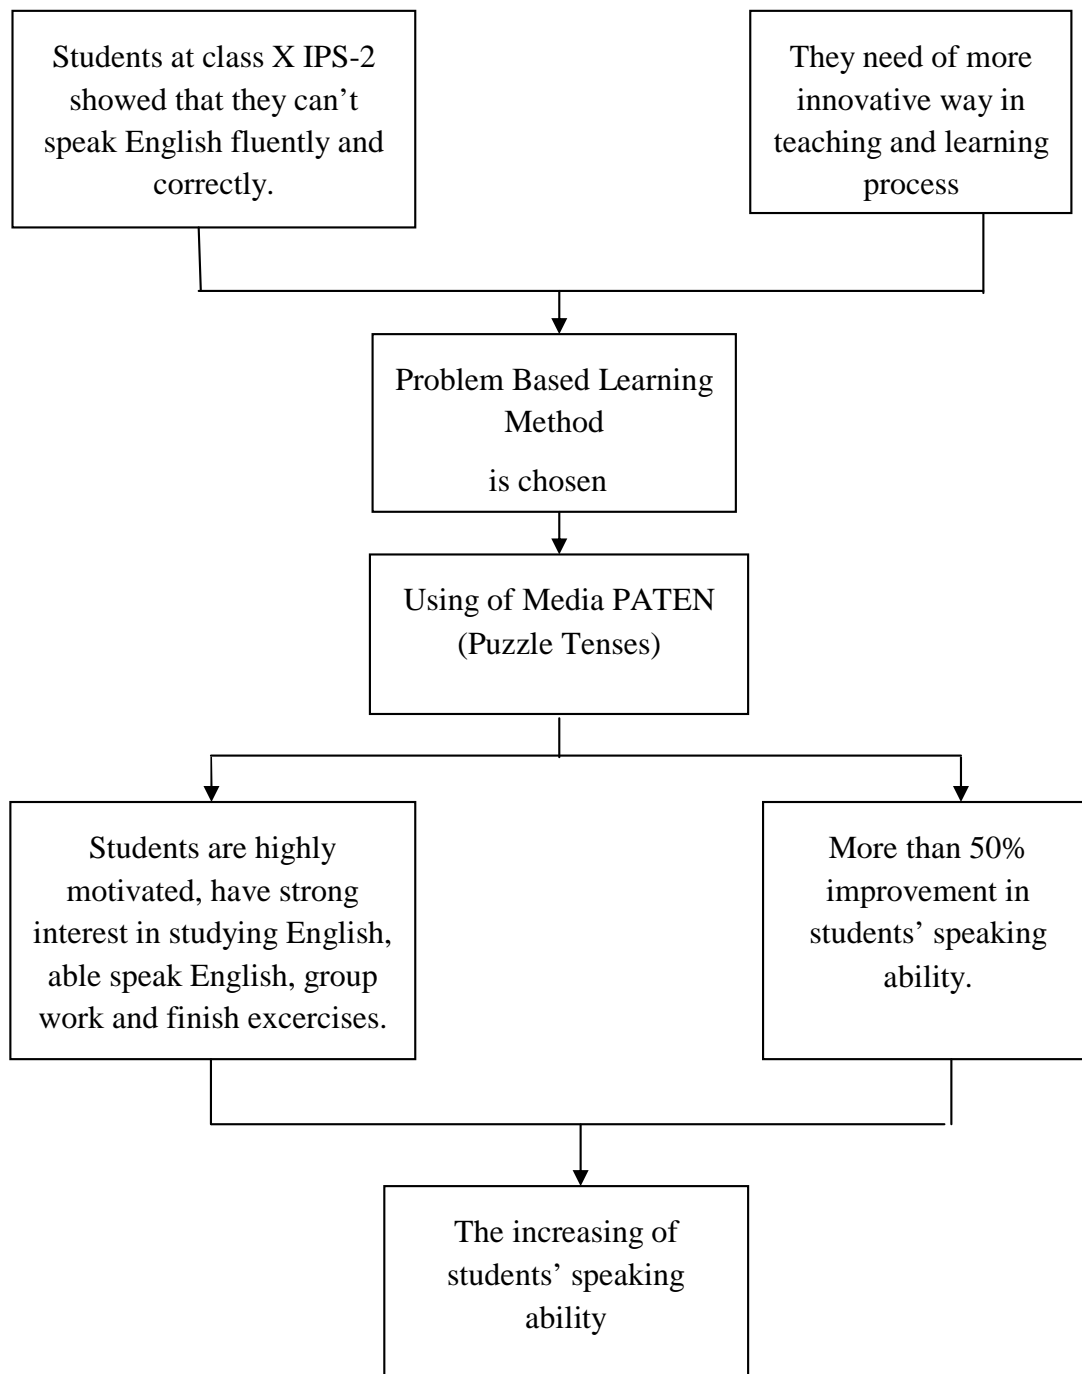 Students at class X IPS-2
showed that they can’t
speak English fluently and
correctly.
They need of more
innovative way in
teaching and learning
process
Problem Based Learning
Method
is chosen
Using of Media PATEN
(Puzzle Tenses)
Students are highly
motivated, have strong
interest in studying English,
able speak English, group
work and finish excercises.
More than 50%
improvement in
students’ speaking
ability.
The increasing of
students’ speaking
ability